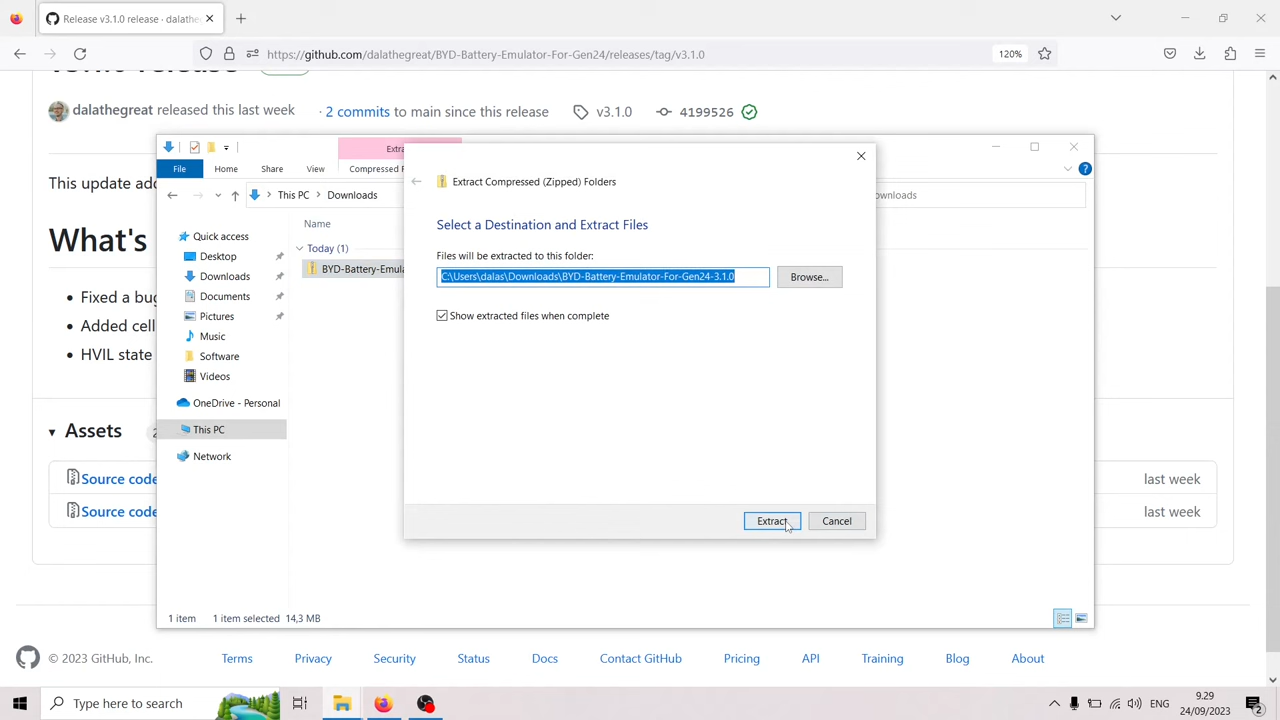 Release v3.1.0 release · dalathe
https://github.com/dalathegreat/BYD-Battery-Emulator-For-Gen24/releases/tag/v3.1.0
120%
dalathegreat released this last week
· 2 commits to main since this release
v3.1.0
4199526
This update add
What's
Fixed a bug
Added cell
HVIL state
Assets
2
Source code
last week
Source code
last week
Extra
File
Home
Share
View
Compressed F
This PC
Downloads
ownloads
Name
Quick access
Today (1)
Desktop
BYD-Battery-Emula
Downloads
Documents
Pictures
Music
Software
Videos
OneDrive - Personal
This PC
Network
1 item
1 item selected
14,3 MB
Extract Compressed (Zipped) Folders
Select a Destination and Extract Files
Files will be extracted to this folder:
C:\Users\dalas\Downloads\BYD-Battery-Emulator-For-Gen24-3.1.0
Browse...
Show extracted files when complete
Extract
Cancel
© 2023 GitHub, Inc.
Terms
Privacy
Security
Status
Docs
Contact GitHub
Pricing
API
Training
Blog
About
Type here to search
ENG
9.29
24/09/2023
2